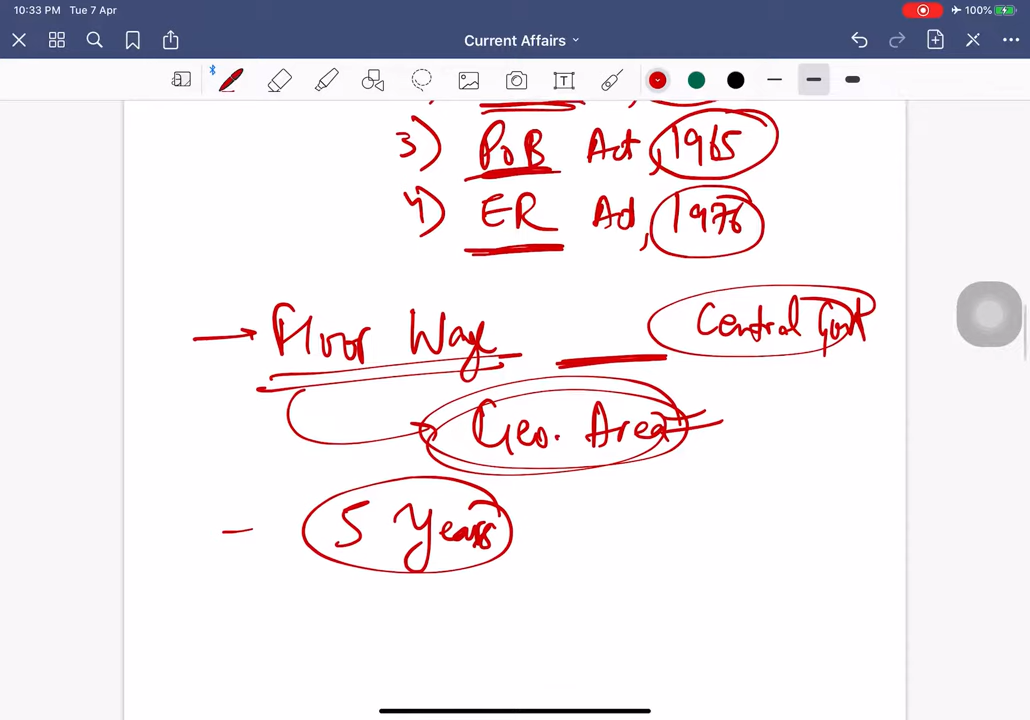 10:33 PM Tue 7 Apr 100%
Current Affairs
T
3) PoB Act, 1965
4) ER Act, 1976
→ Floor Wage Central Govt
Geo. Area
- 5 Years